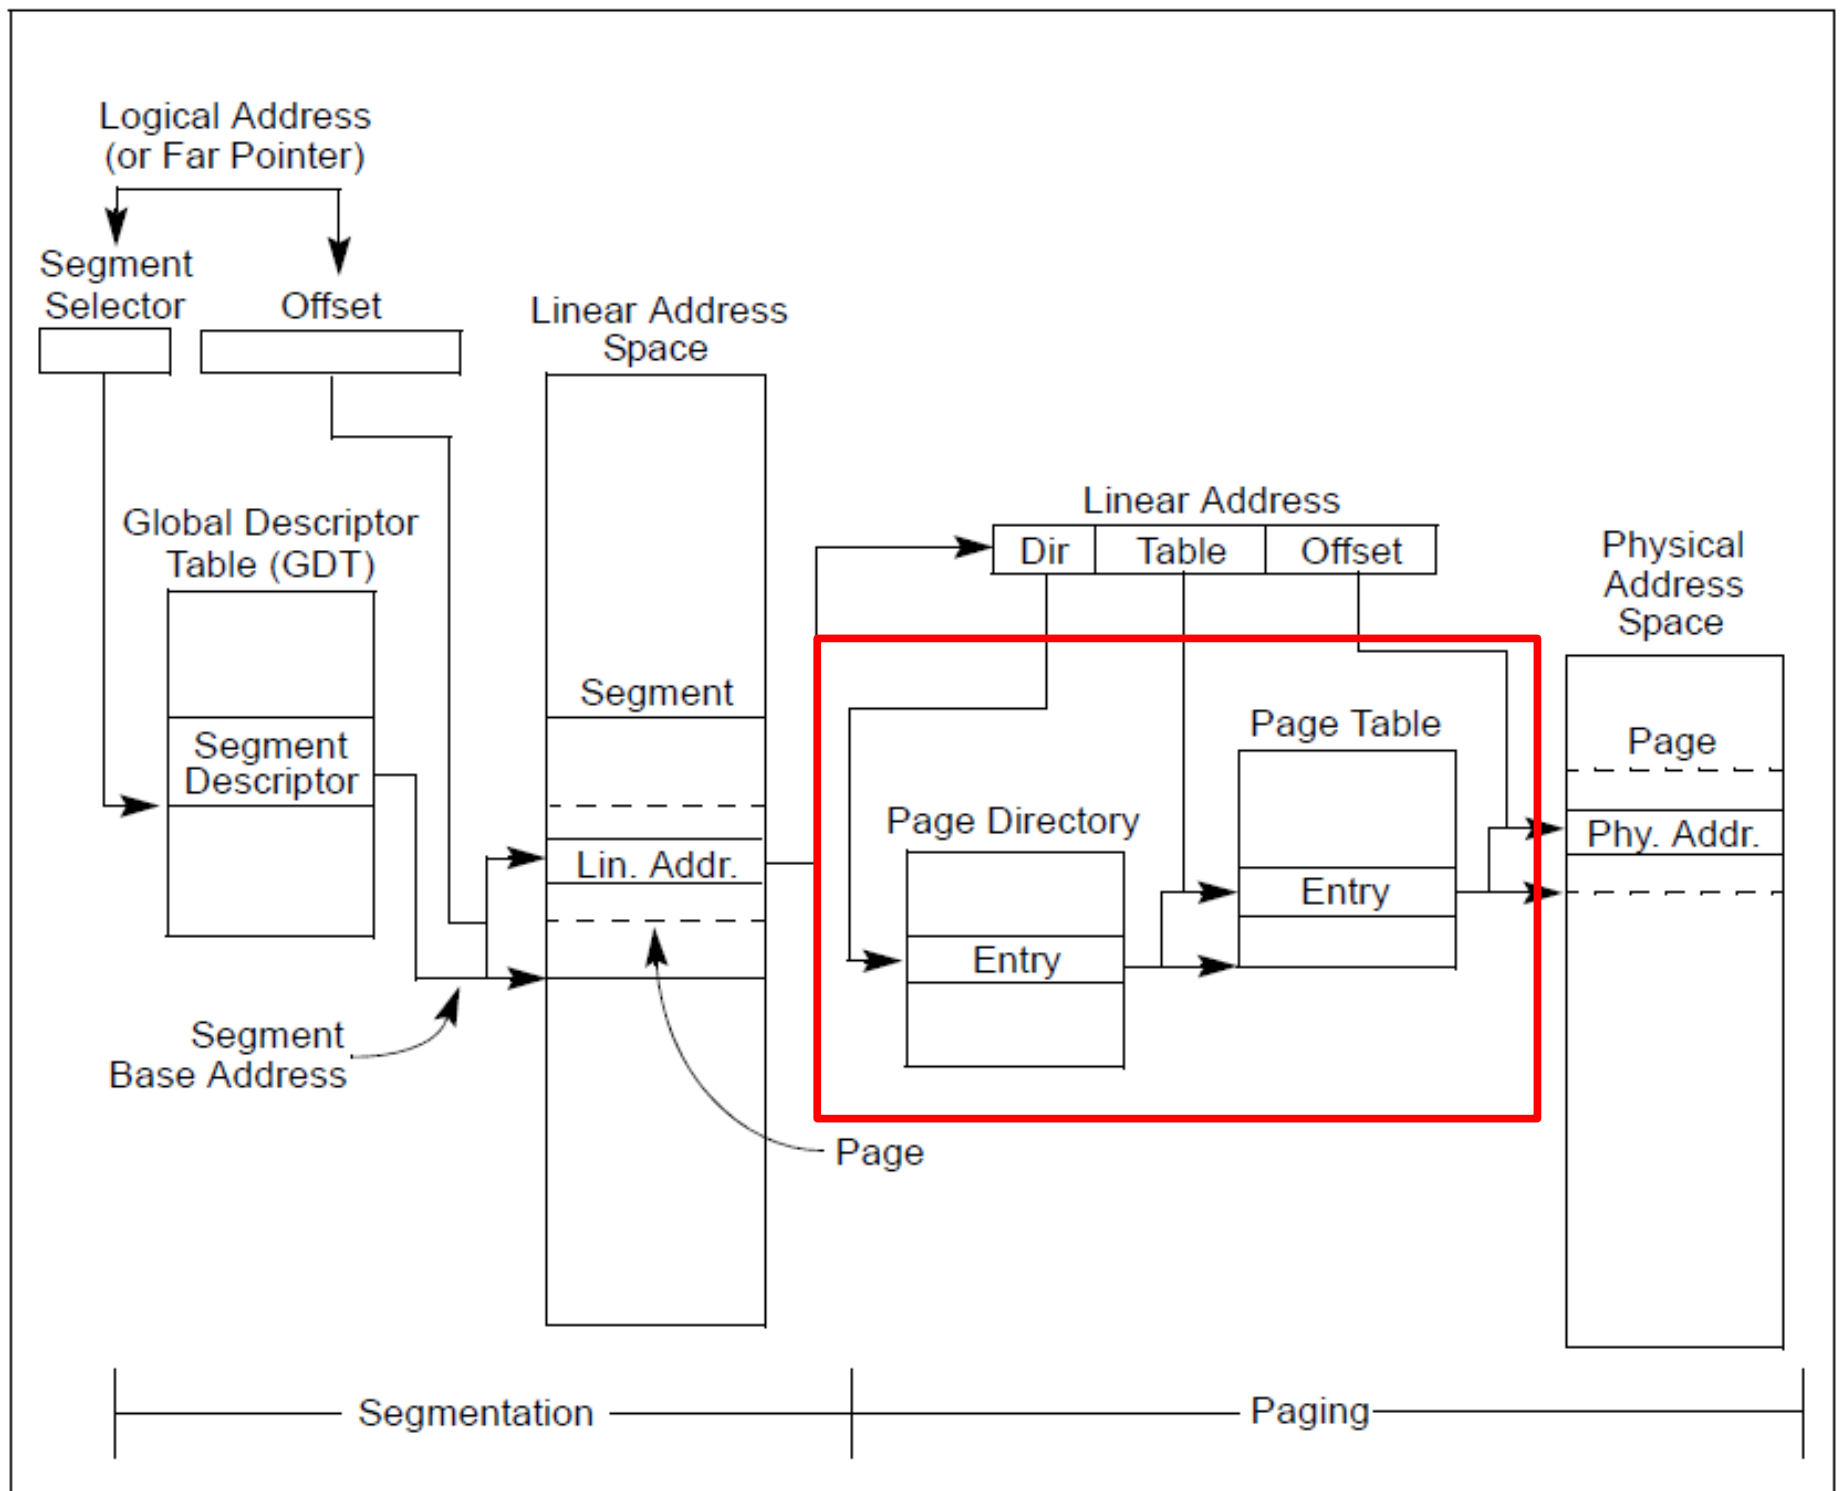 Logical Address
(or Far Pointer)
Segment
Selector
Offset
Linear Address
Space
Global Descriptor
Table (GDT)
Segment
Descriptor
Segment
Base Address
Segment
Lin. Addr.
Page
Linear Address
Dir
Table
Offset
Page Directory
Entry
Page Table
Entry
Physical
Address
Space
Page
Phy. Addr.
Segmentation
Paging